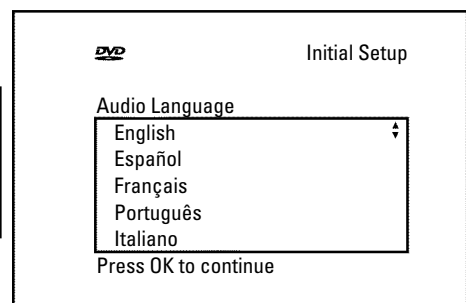 DVD
Initial Setup
Audio Language
English
Español
Français
Português
Italiano
Press OK to continue